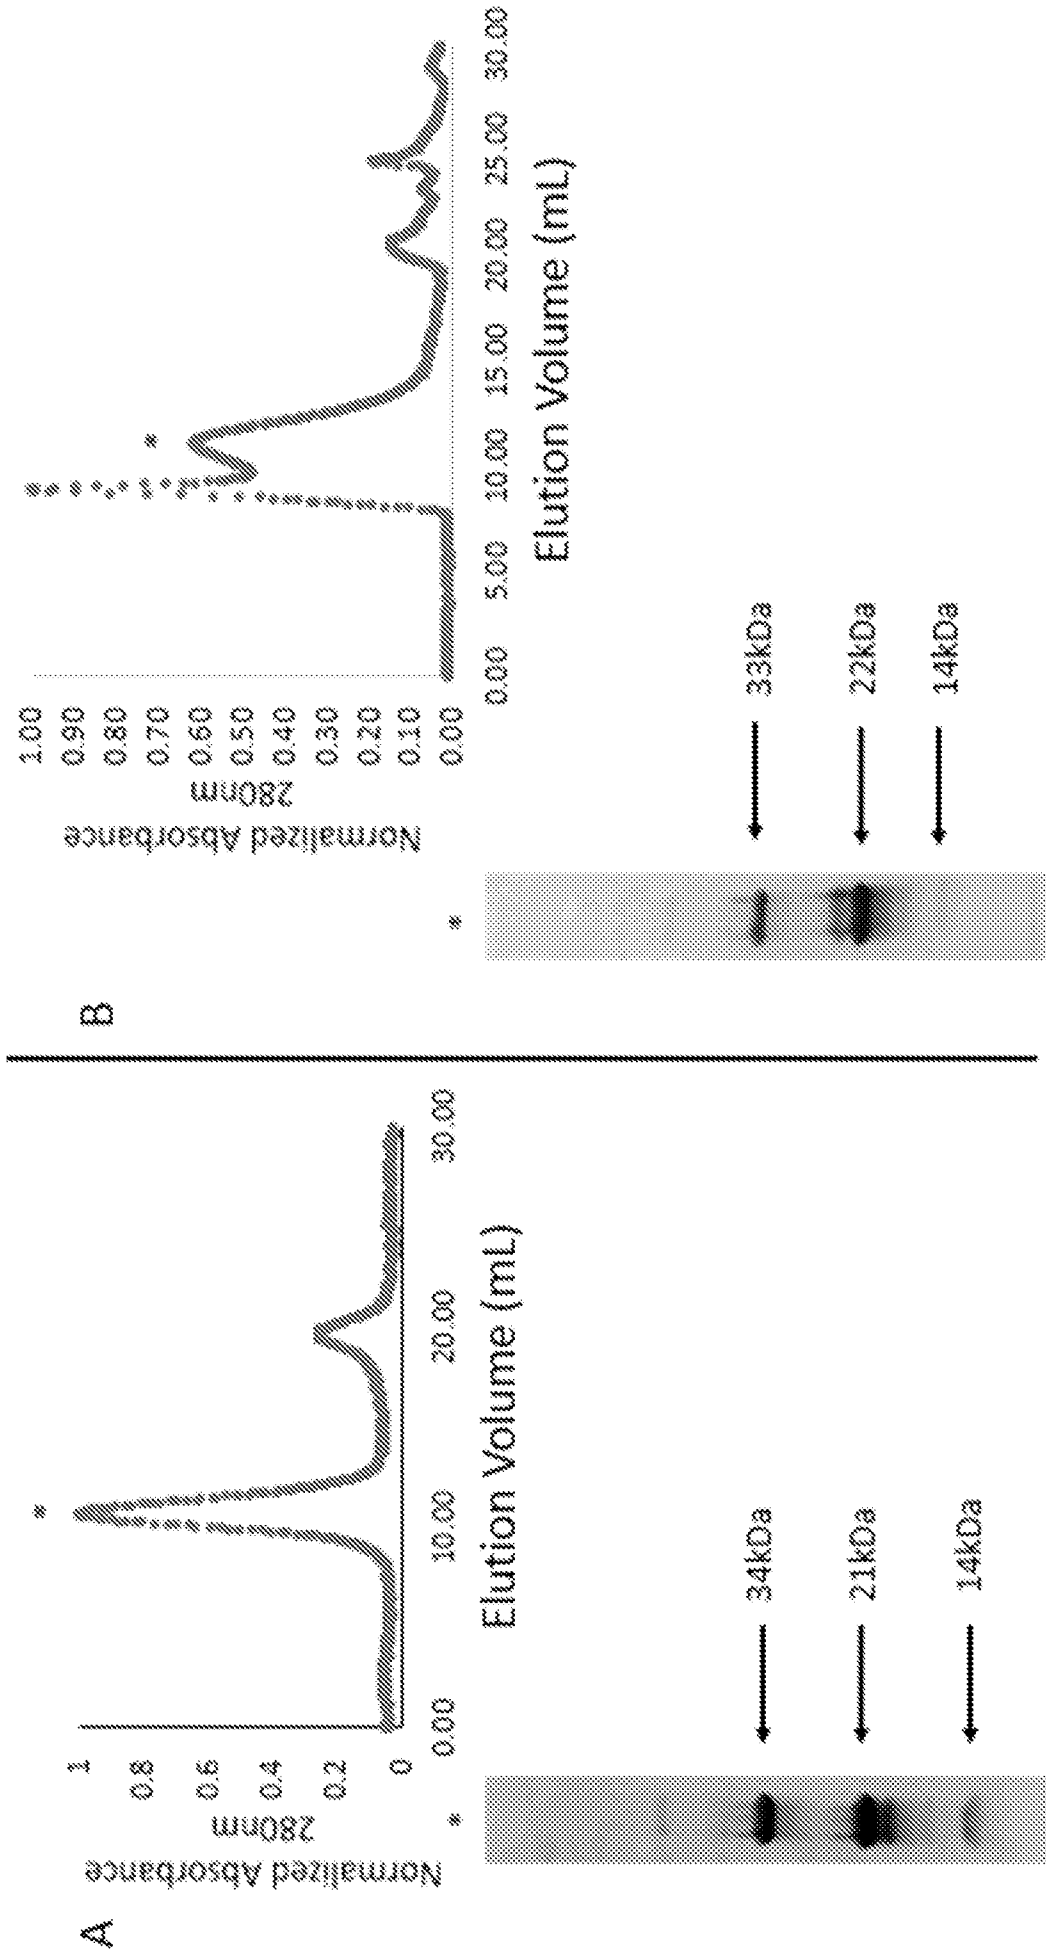 A
Normalized Absorbance
280nm
1
0.8
0.6
0.4
0.2
0
*
0.00
10.00
20.00
30.00
Elution Volume (mL)
*
34kDa
21kDa
14kDa
B
Normalized Absorbance
280nm
1.00
0.90
0.80
0.70
0.60
0.50
0.40
0.30
0.20
0.10
0.00
*
0.00
5.00
10.00
15.00
20.00
25.00
30.00
Elution Volume (mL)
*
33kDa
22kDa
14kDa